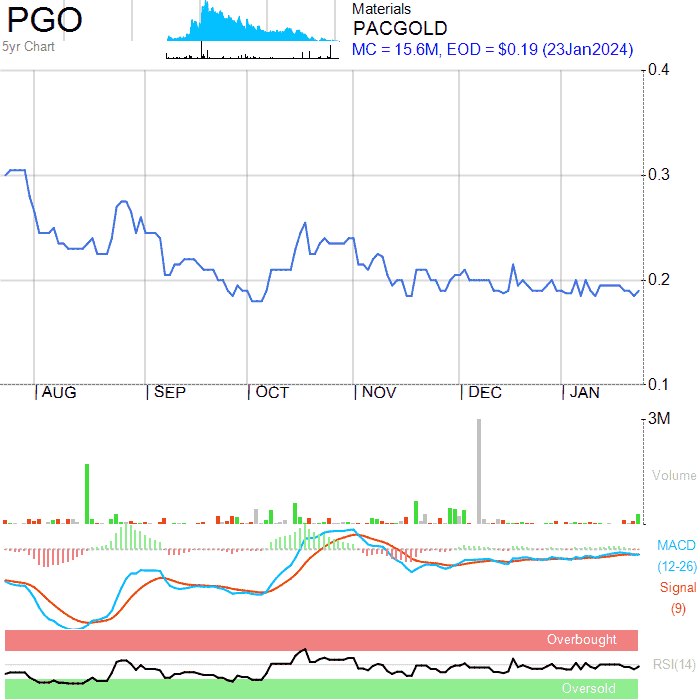 PGO
5yr Chart
Materials
PACGOLD
MC = 15.6M, EOD = $0.19 (23Jan2024)
0.4
0.3
0.2
0.1
AUG SEP OCT NOV DEC JAN
3M
Volume
MACD
(12-26)
Signal
(9)
Overbought
RSI(14)
Oversold